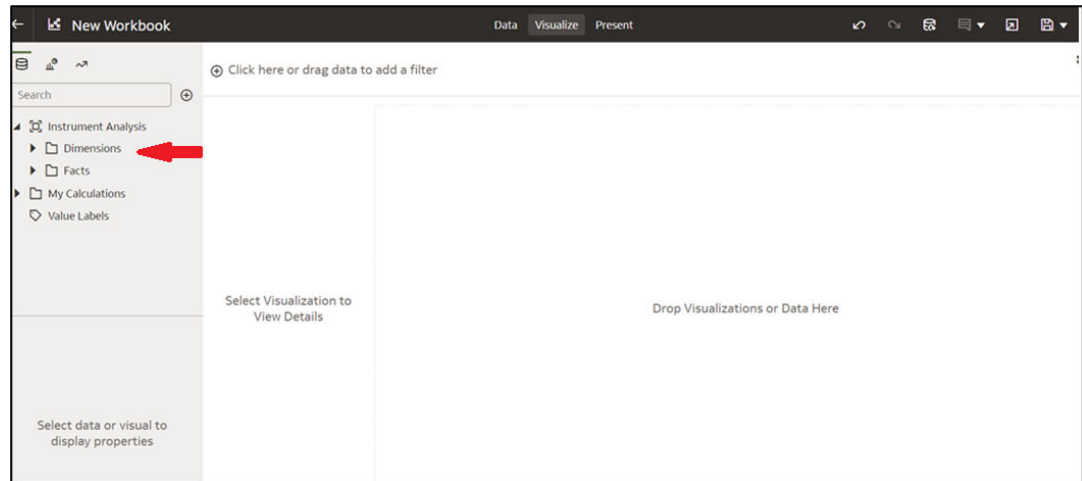 New Workbook
Data Visualize Present
Click here or drag data to add a filter
Search
Instrument Analysis
Dimensions
Facts
My Calculations
Value Labels
Select Visualization to
View Details
Drop Visualizations or Data Here
Select data or visual to
display properties